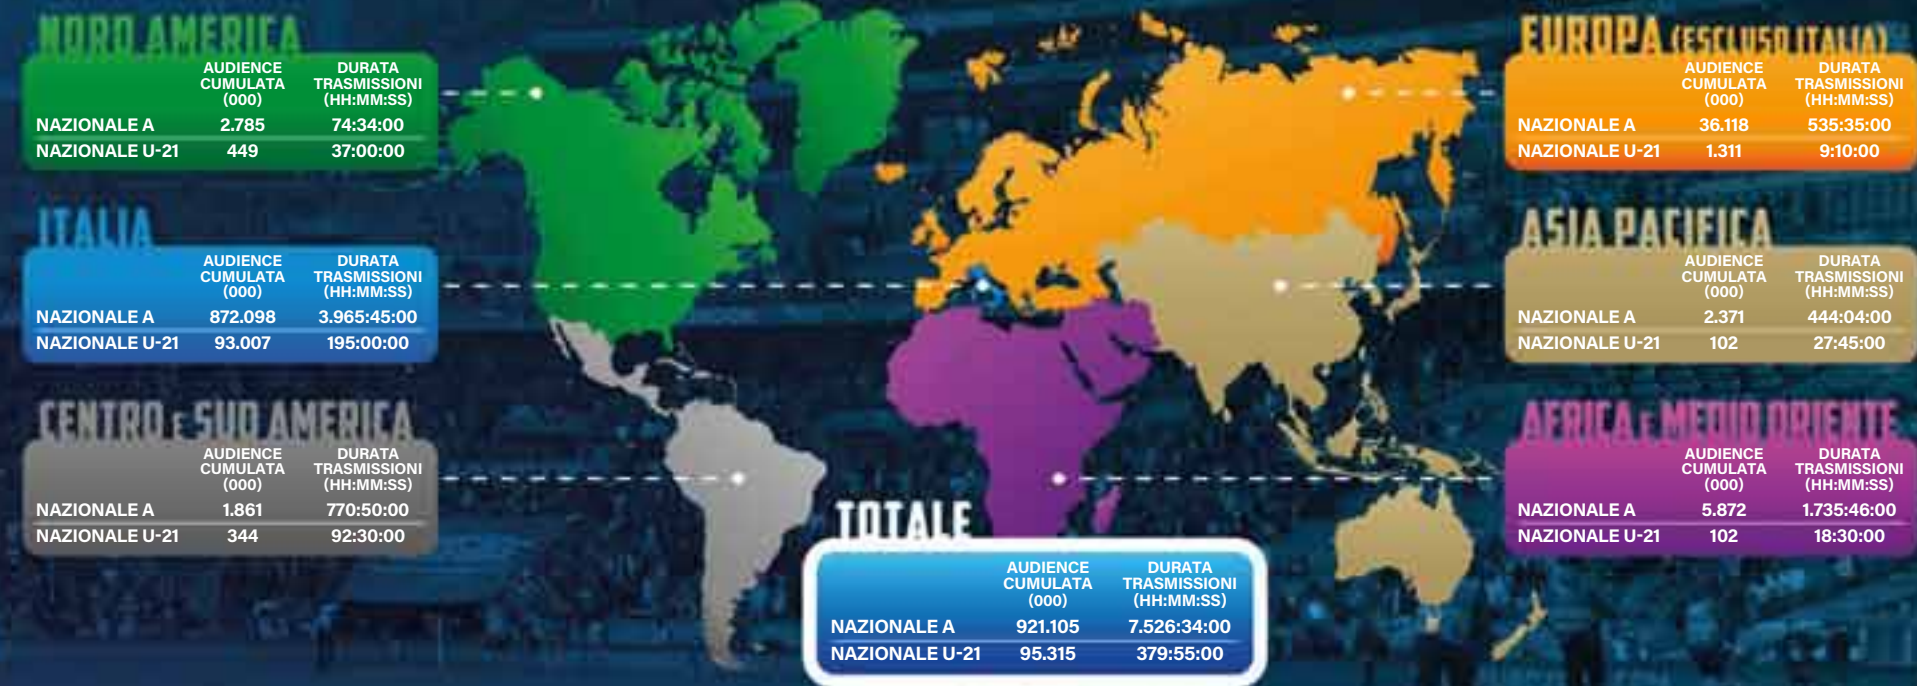 NORD AMERICA
AUDIENCE CUMULATA (000) DURATA TRASMISSIONI (HH:MM:SS)
NAZIONALE A 2.785 74:34:00
NAZIONALE U-21 449 37:00:00
ITALIA
AUDIENCE CUMULATA (000) DURATA TRASMISSIONI (HH:MM:SS)
NAZIONALE A 872.098 3.965:45:00
NAZIONALE U-21 93.007 195:00:00
CENTRO E SUD AMERICA
AUDIENCE CUMULATA (000) DURATA TRASMISSIONI (HH:MM:SS)
NAZIONALE A 1.861 770:50:00
NAZIONALE U-21 344 92:30:00
TOTALE
AUDIENCE CUMULATA (000) DURATA TRASMISSIONI (HH:MM:SS)
NAZIONALE A 921.105 7.526:34:00
NAZIONALE U-21 95.315 379:55:00
EUROPA (ESCLUSO ITALIA)
AUDIENCE CUMULATA (000) DURATA TRASMISSIONI (HH:MM:SS)
NAZIONALE A 36.118 535:35:00
NAZIONALE U-21 1.311 9:10:00
ASIA PACIFICA
AUDIENCE CUMULATA (000) DURATA TRASMISSIONI (HH:MM:SS)
NAZIONALE A 2.371 444:04:00
NAZIONALE U-21 102 27:45:00
AFRICA E MEDIO ORIENTE
AUDIENCE CUMULATA (000) DURATA TRASMISSIONI (HH:MM:SS)
NAZIONALE A 5.872 1.735:46:00
NAZIONALE U-21 102 18:30:00